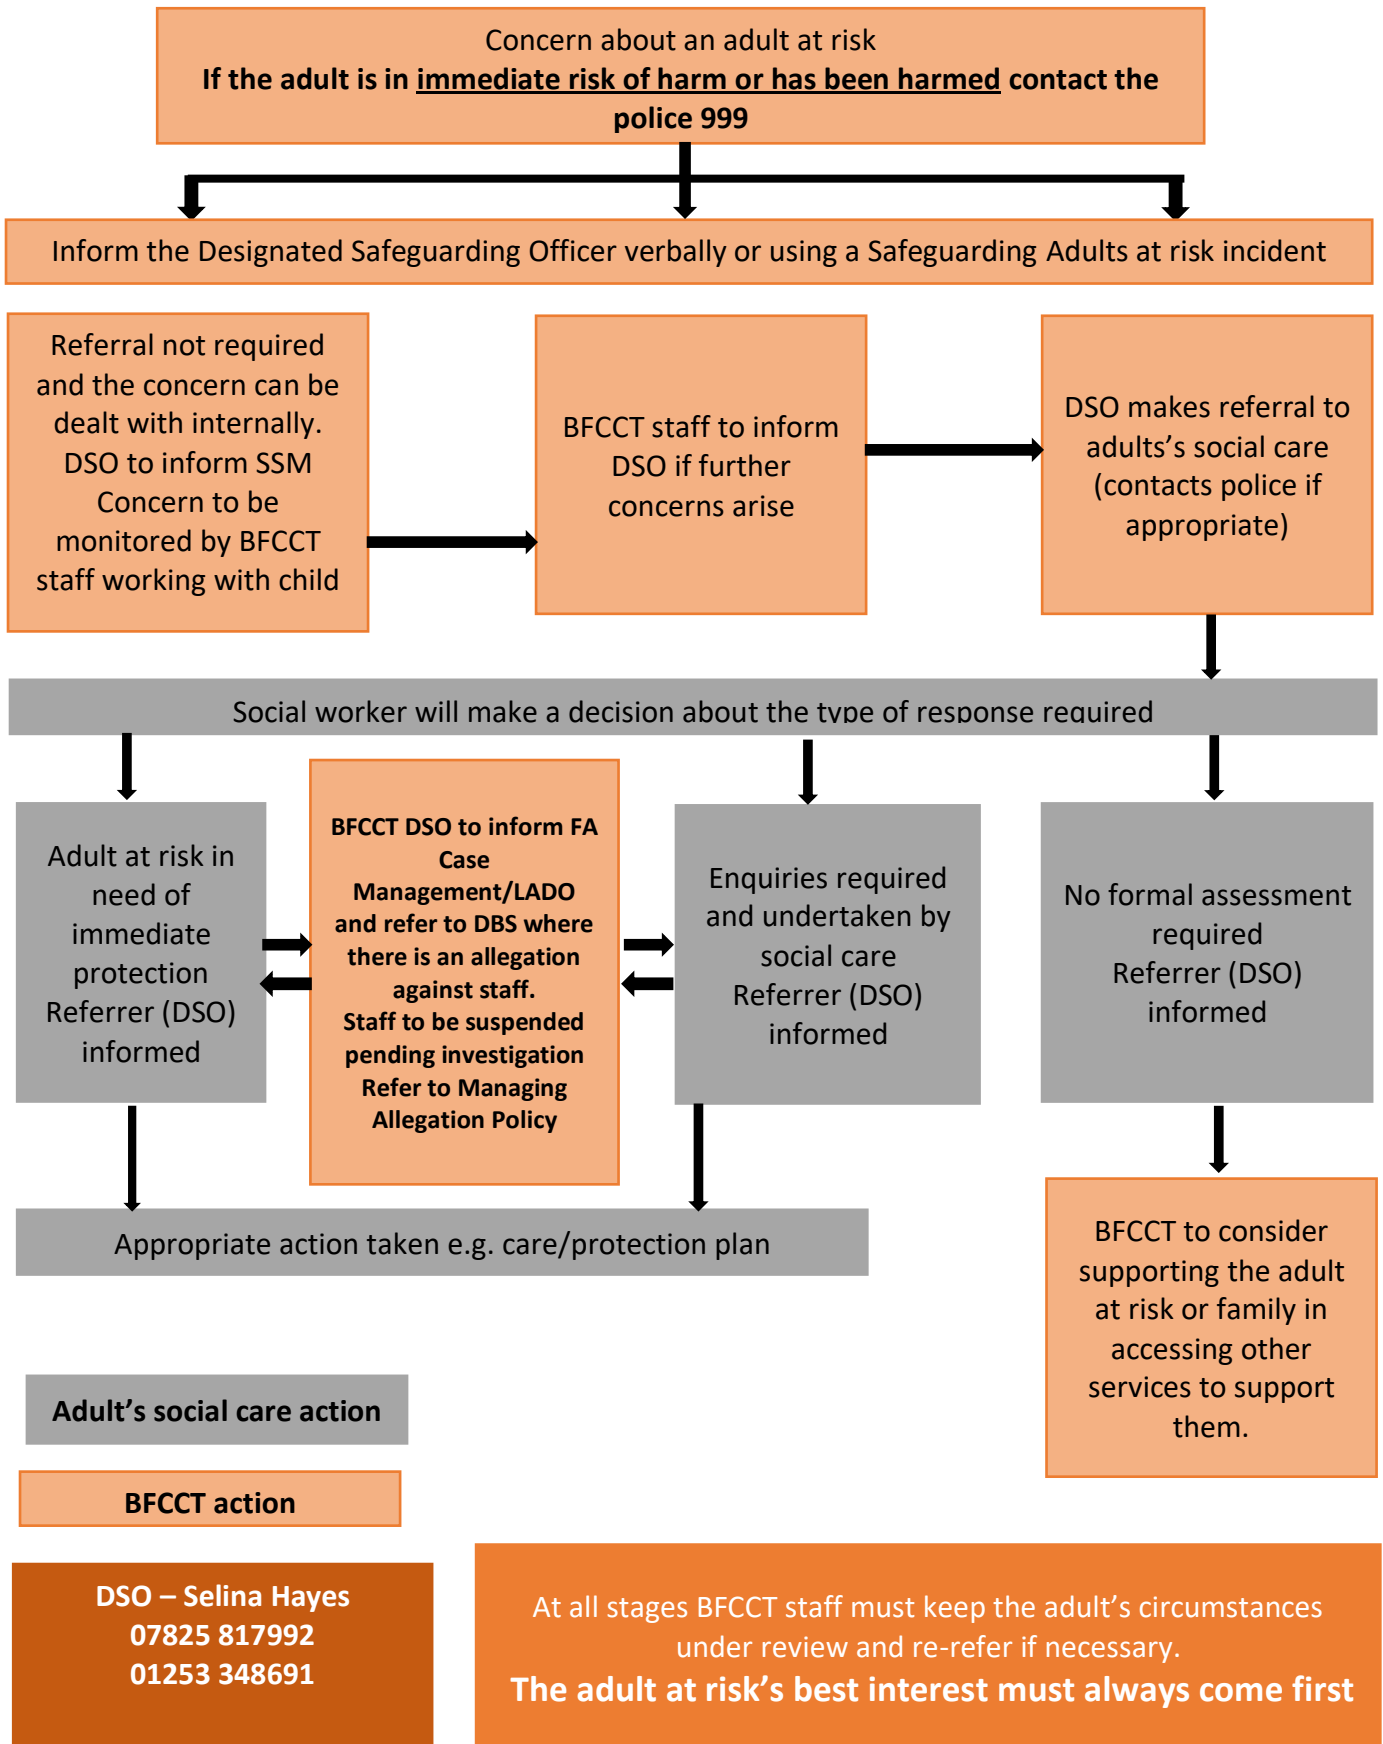 Concern about an adult at risk
If the adult is in immediate risk of harm or has been harmed contact the
police 999
Inform the Designated Safeguarding Officer verbally or using a Safeguarding Adults at risk incident
Referral not required
and the concern can be
dealt with internally.
DSO to inform SSM
Concern to be
monitored by BFCCT
staff working with child
BFCCT staff to inform
DSO if further
concerns arise
DSO makes referral to
adults’s social care
(contacts police if
appropriate)
Social worker will make a decision about the type of response required
Adult at risk in
need of
immediate
protection
Referrer (DSO)
informed
BFCCT DSO to inform FA
Case
Management/LADO
and refer to DBS where
there is an allegation
against staff.
Staff to be suspended
pending investigation
Refer to Managing
Allegation Policy
Enquiries required
and undertaken by
social care
Referrer (DSO)
informed
No formal assessment
required
Referrer (DSO)
informed
Appropriate action taken e.g. care/protection plan
BFCCT to consider
supporting the adult
at risk or family in
accessing other
services to support
them.
Adult’s social care action
BFCCT action
DSO – Selina Hayes
07825 817992
01253 348691
At all stages BFCCT staff must keep the adult’s circumstances
under review and re-refer if necessary.
The adult at risk’s best interest must always come first